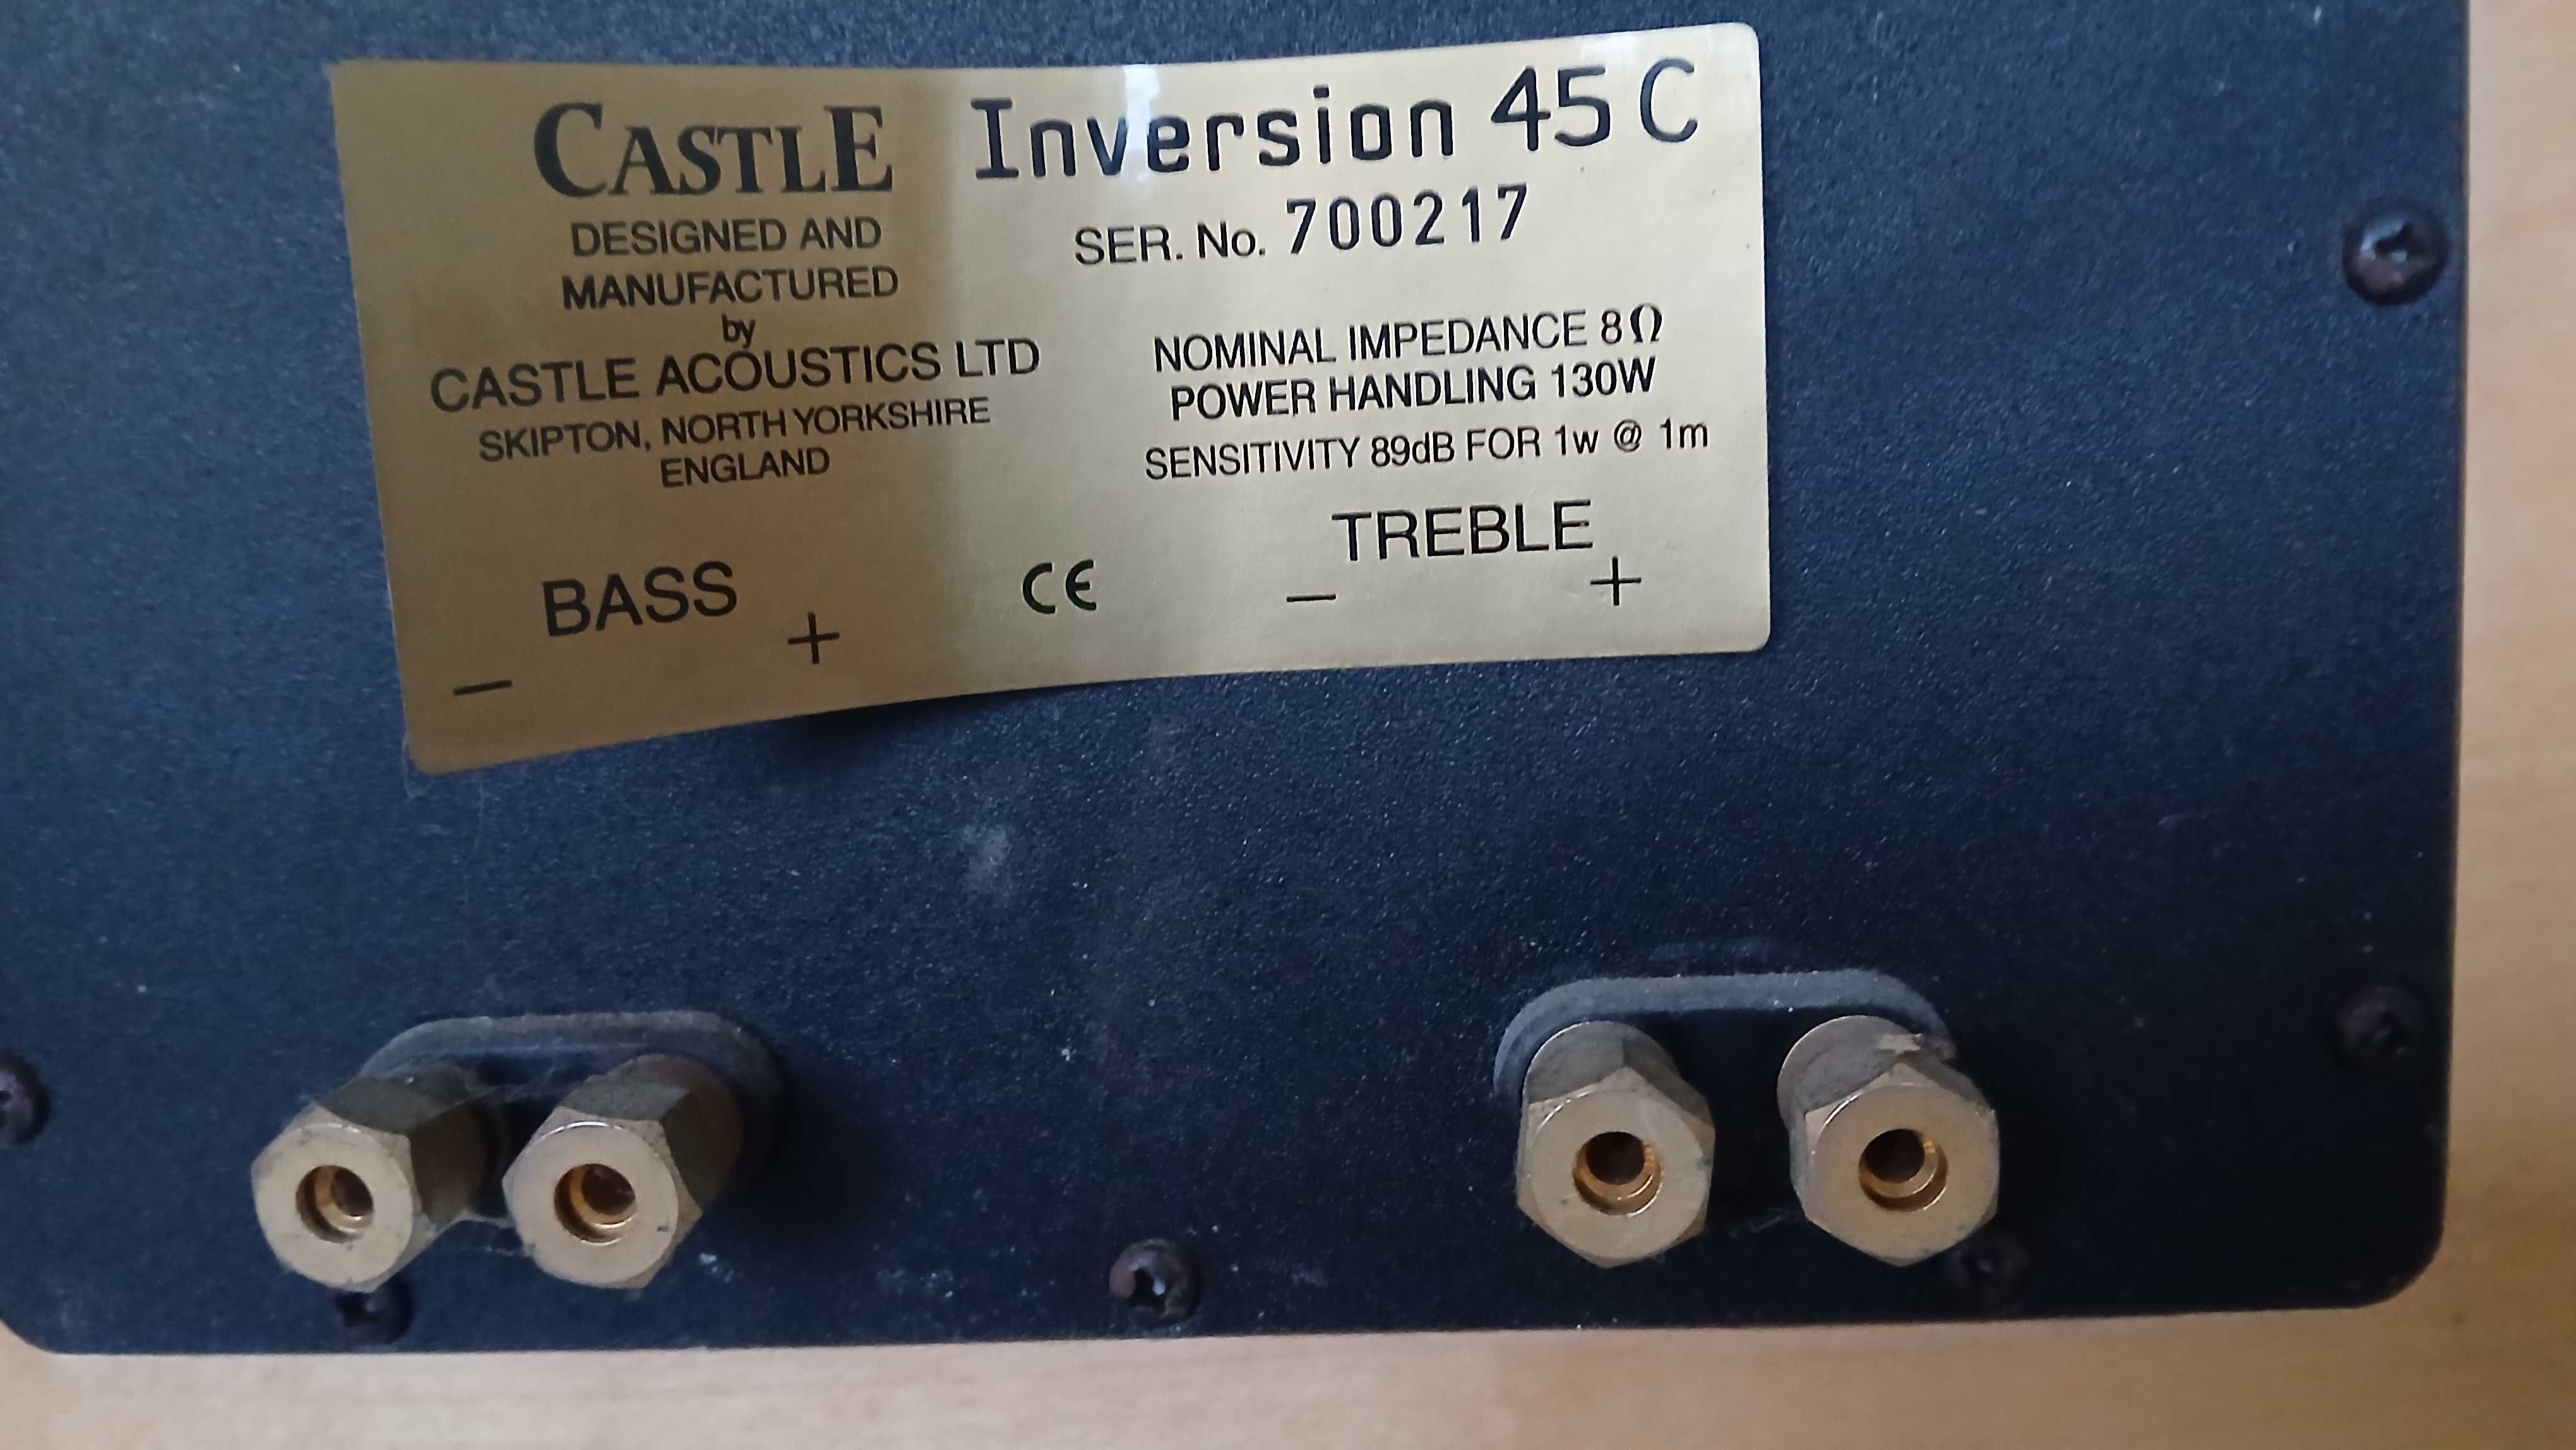 CASTLE
DESIGNED AND
MANUFACTURED
by
CASTLE ACOUSTICS LTD
SKIPTON, NORTH YORKSHIRE
ENGLAND
Inversion 45 C
SER. No. 700217
NOMINAL IMPEDANCE 8Ω
POWER HANDLING 130W
SENSITIVITY 89dB FOR 1w @ 1m
BASS
− +
CE
TREBLE
− +